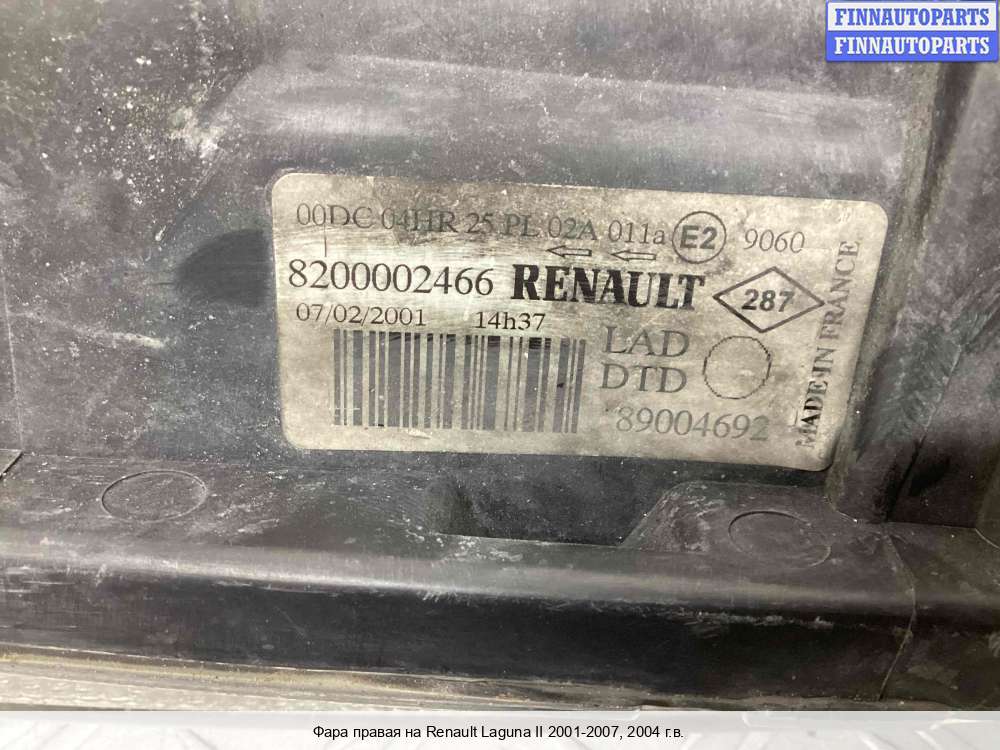 FINNAUTOPARTS
FINNAUTOPARTS
00DC 04HR 25 PL 02A 011a E2 9060
8200002466 RENAULT 287
07/02/2001 14h37
LAD
DTD
89004692
MADE IN FRANCE
Фара правая на Renault Laguna II 2001-2007, 2004 г.в.